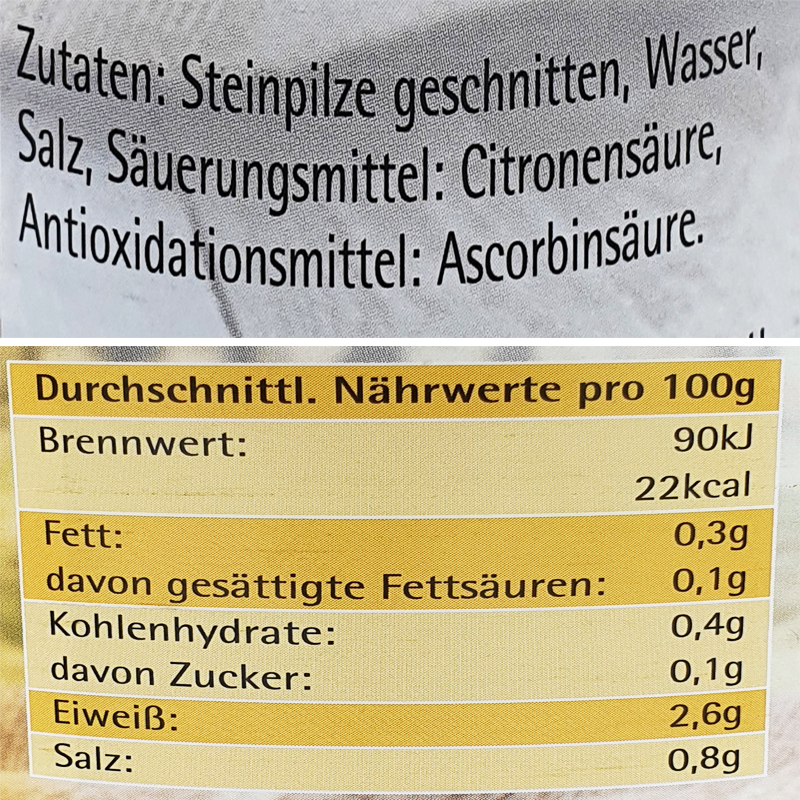 Zutaten: Steinpilze geschnitten, Wasser,
Salz, Säuerungsmittel: Citronensäure,
Antioxidationsmittel: Ascorbinsäure.
Durchschnittl. Nährwerte pro 100g
Brennwert: 90kJ
22kcal
Fett: 0,3g
davon gesättigte Fettsäuren: 0,1g
Kohlenhydrate: 0,4g
davon Zucker: 0,1g
Eiweiß: 2,6g
Salz: 0,8g